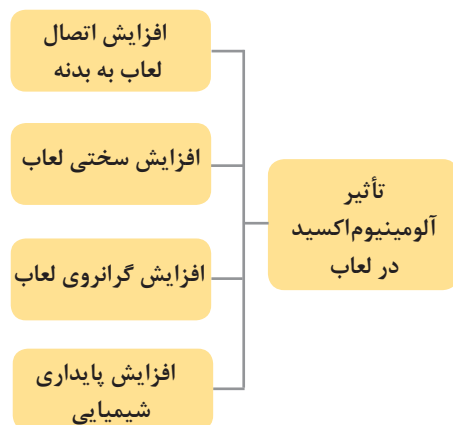 تأثیر
آلومینیوم‌اکسید
در لعاب
افزایش اتصال
لعاب به بدنه
افزایش سختی لعاب
افزایش گرانروی لعاب
افزایش پایداری
شیمیایی